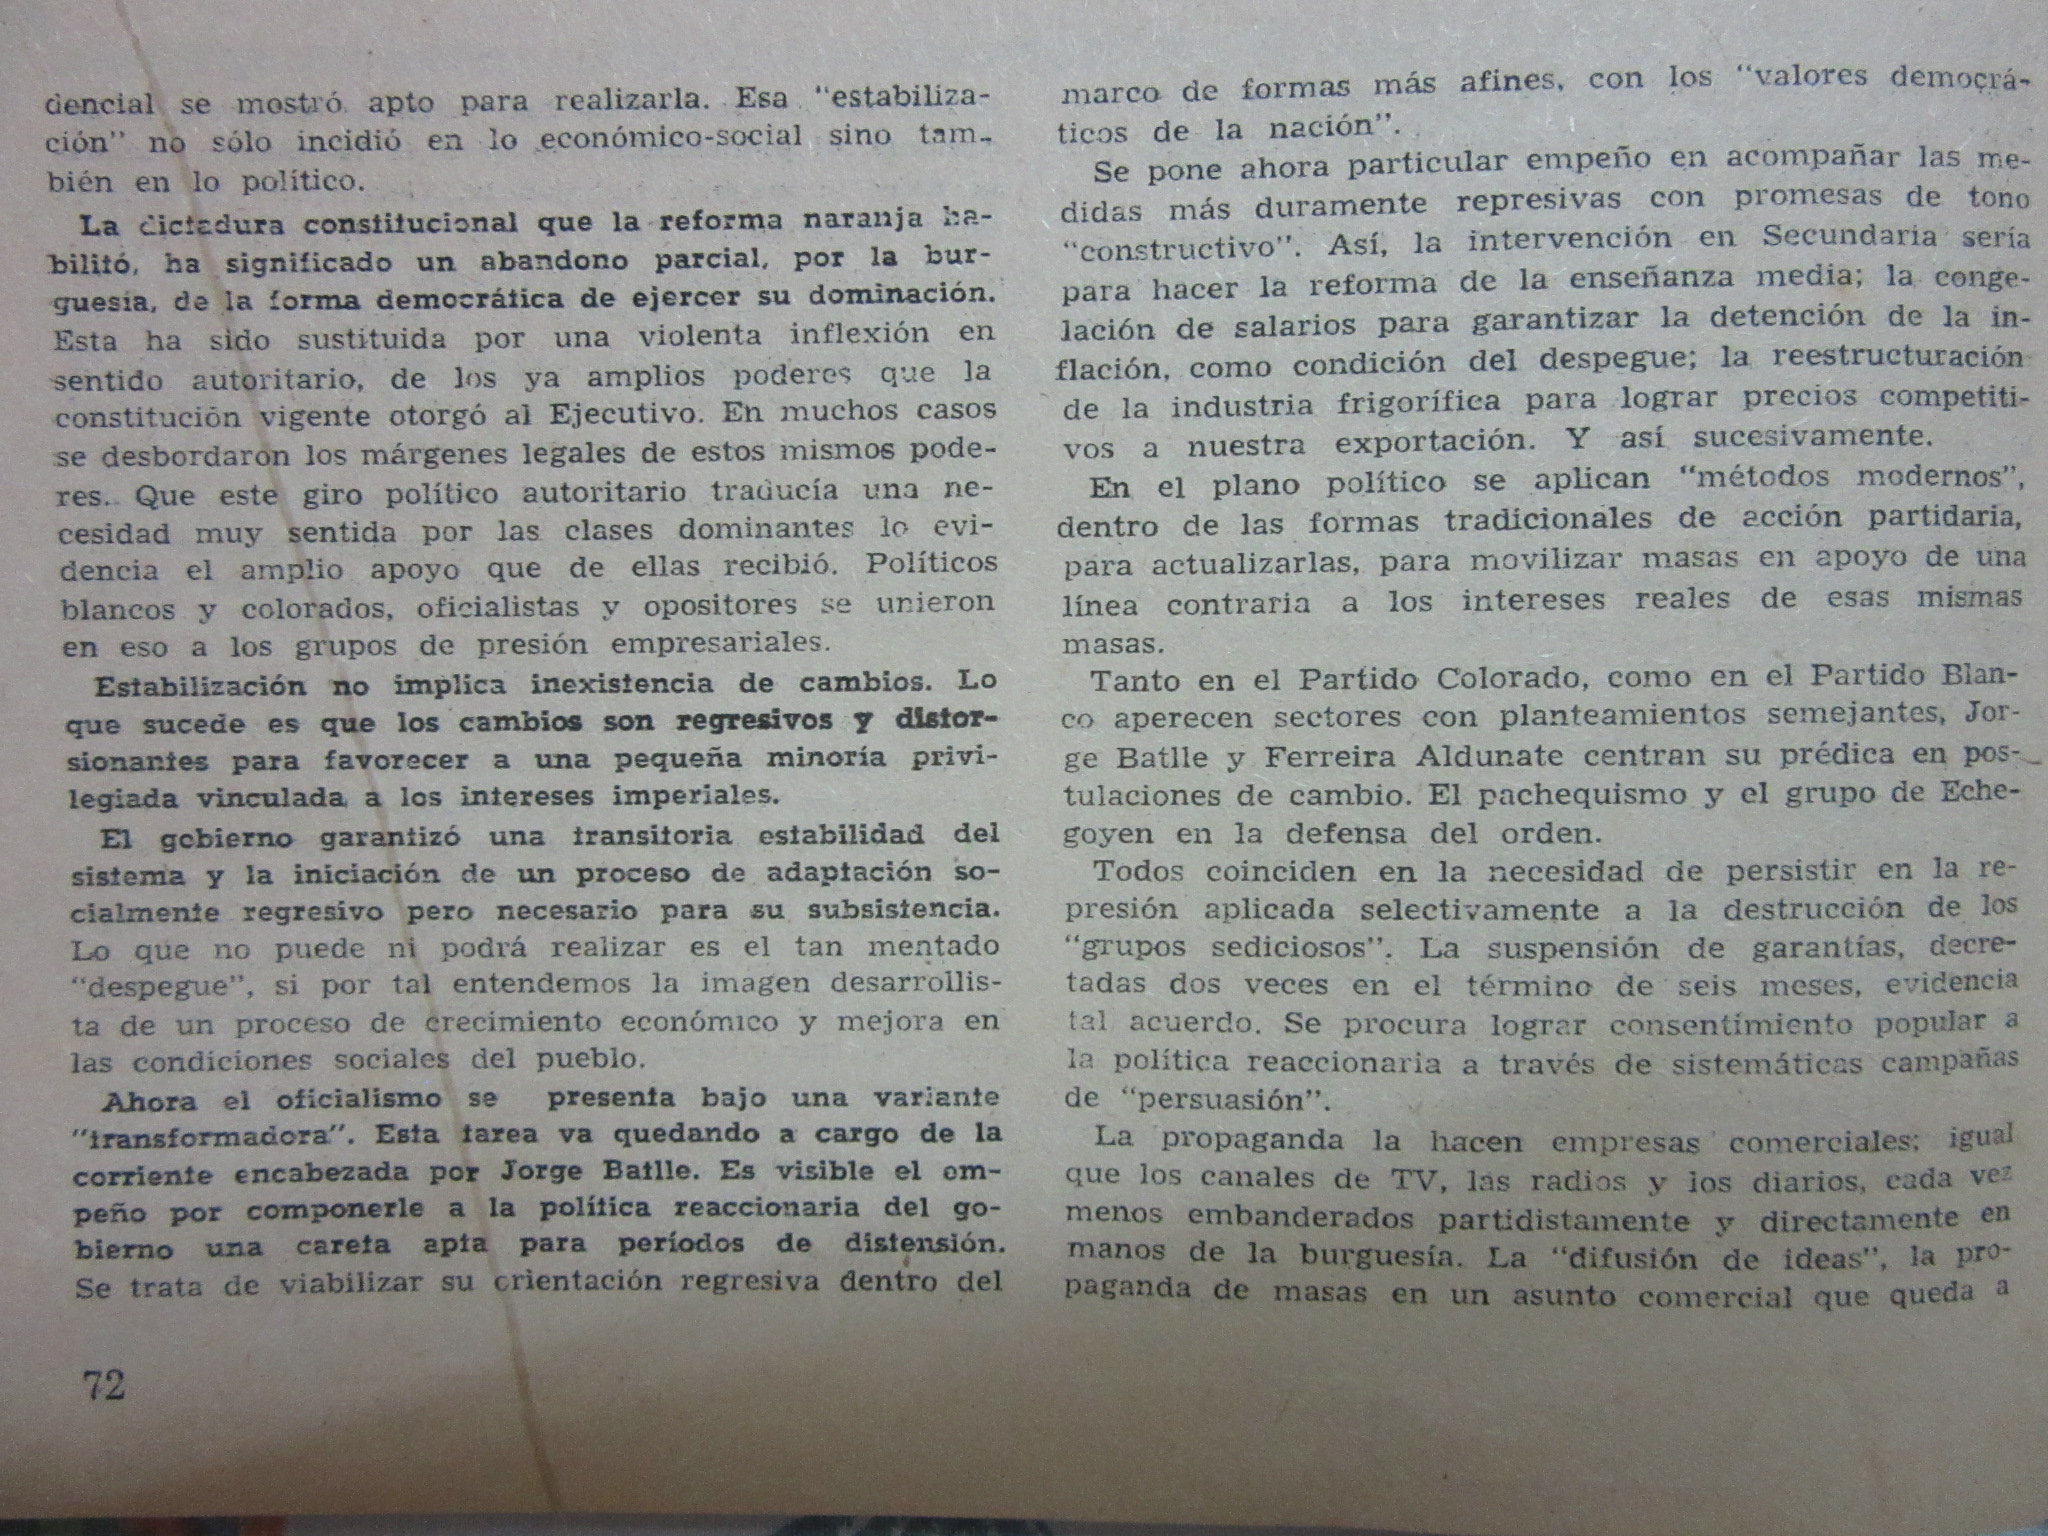 dencial se mostró apto para realizarla. Esa "estabiliza-
ción" no sólo incidió en lo económico-social sino tam-
bién en lo político.
La dictadura constitucional que la reforma naranja ha-
bilitó, ha significado un abandono parcial, por la bur-
guesía, de la forma democrática de ejercer su dominación.
Esta ha sido sustituida por una violenta inflexión en
sentido autoritario, de los ya amplios poderes que la
constitución vigente otorgó al Ejecutivo. En muchos casos
se desbordaron los márgenes legales de estos mismos pode-
res. Que este giro político autoritario traducía una ne-
cesidad muy sentida por las clases dominantes lo evi-
dencia el amplio apoyo que de ellas recibió. Políticos
blancos y colorados, oficialistas y opositores se unieron
en eso a los grupos de presión empresariales.
Estabilización no implica inexistencia de cambios. Lo
que sucede es que los cambios son regresivos y distor-
sionantes para favorecer a una pequeña minoría privi-
legiada vinculada a los intereses imperiales.
El gobierno garantizó una transitoria estabilidad del
sistema y la iniciación de un proceso de adaptación so-
cialmente regresivo pero necesario para su subsistencia.
Lo que no puede ni podrá realizar es el tan mentado
"despegue", si por tal entendemos la imagen desarrollis-
ta de un proceso de crecimiento económico y mejora en
las condiciones sociales del pueblo.
Ahora el oficialismo se presenta bajo una variante
"transformadora". Esta tarea va quedando a cargo de la
corriente encabezada por Jorge Batlle. Es visible el em-
peño por componerle a la política reaccionaria del go-
bierno una careta apta para períodos de distensión.
Se trata de viabilizar su orientación regresiva dentro del
72
marco de formas más afines, con los "valores democrá-
ticos de la nación".
Se pone ahora particular empeño en acompañar las me-
didas más duramente represivas con promesas de tono
"constructivo". Así, la intervención en Secundaria sería
para hacer la reforma de la enseñanza media; la conge-
lación de salarios para garantizar la detención de la in-
flación, como condición del despegue; la reestructuración
de la industria frigorífica para lograr precios competiti-
vos a nuestra exportación. Y así sucesivamente.
En el plano político se aplican "métodos modernos",
dentro de las formas tradicionales de acción partidaria,
para actualizarlas, para movilizar masas en apoyo de una
línea contraria a los intereses reales de esas mismas
masas.
Tanto en el Partido Colorado, como en el Partido Blan-
co aperecen sectores con planteamientos semejantes, Jor-
ge Batlle y Ferreira Aldunate centran su prédica en pos-
tulaciones de cambio. El pachequismo y el grupo de Eche-
goyen en la defensa del orden.
Todos coinciden en la necesidad de persistir en la re-
presión aplicada selectivamente a la destrucción de los
"grupos sediciosos". La suspensión de garantías, decre-
tadas dos veces en el término de seis meses, evidencia
tal acuerdo. Se procura lograr consentimiento popular a
la política reaccionaria a través de sistemáticas campañas
de "persuasión".
La propaganda la hacen empresas comerciales; igual
que los canales de TV, las radios y los diarios, cada vez
menos embanderados partidistamente y directamente en
manos de la burguesía. La "difusión de ideas", la pro-
paganda de masas en un asunto comercial que queda a